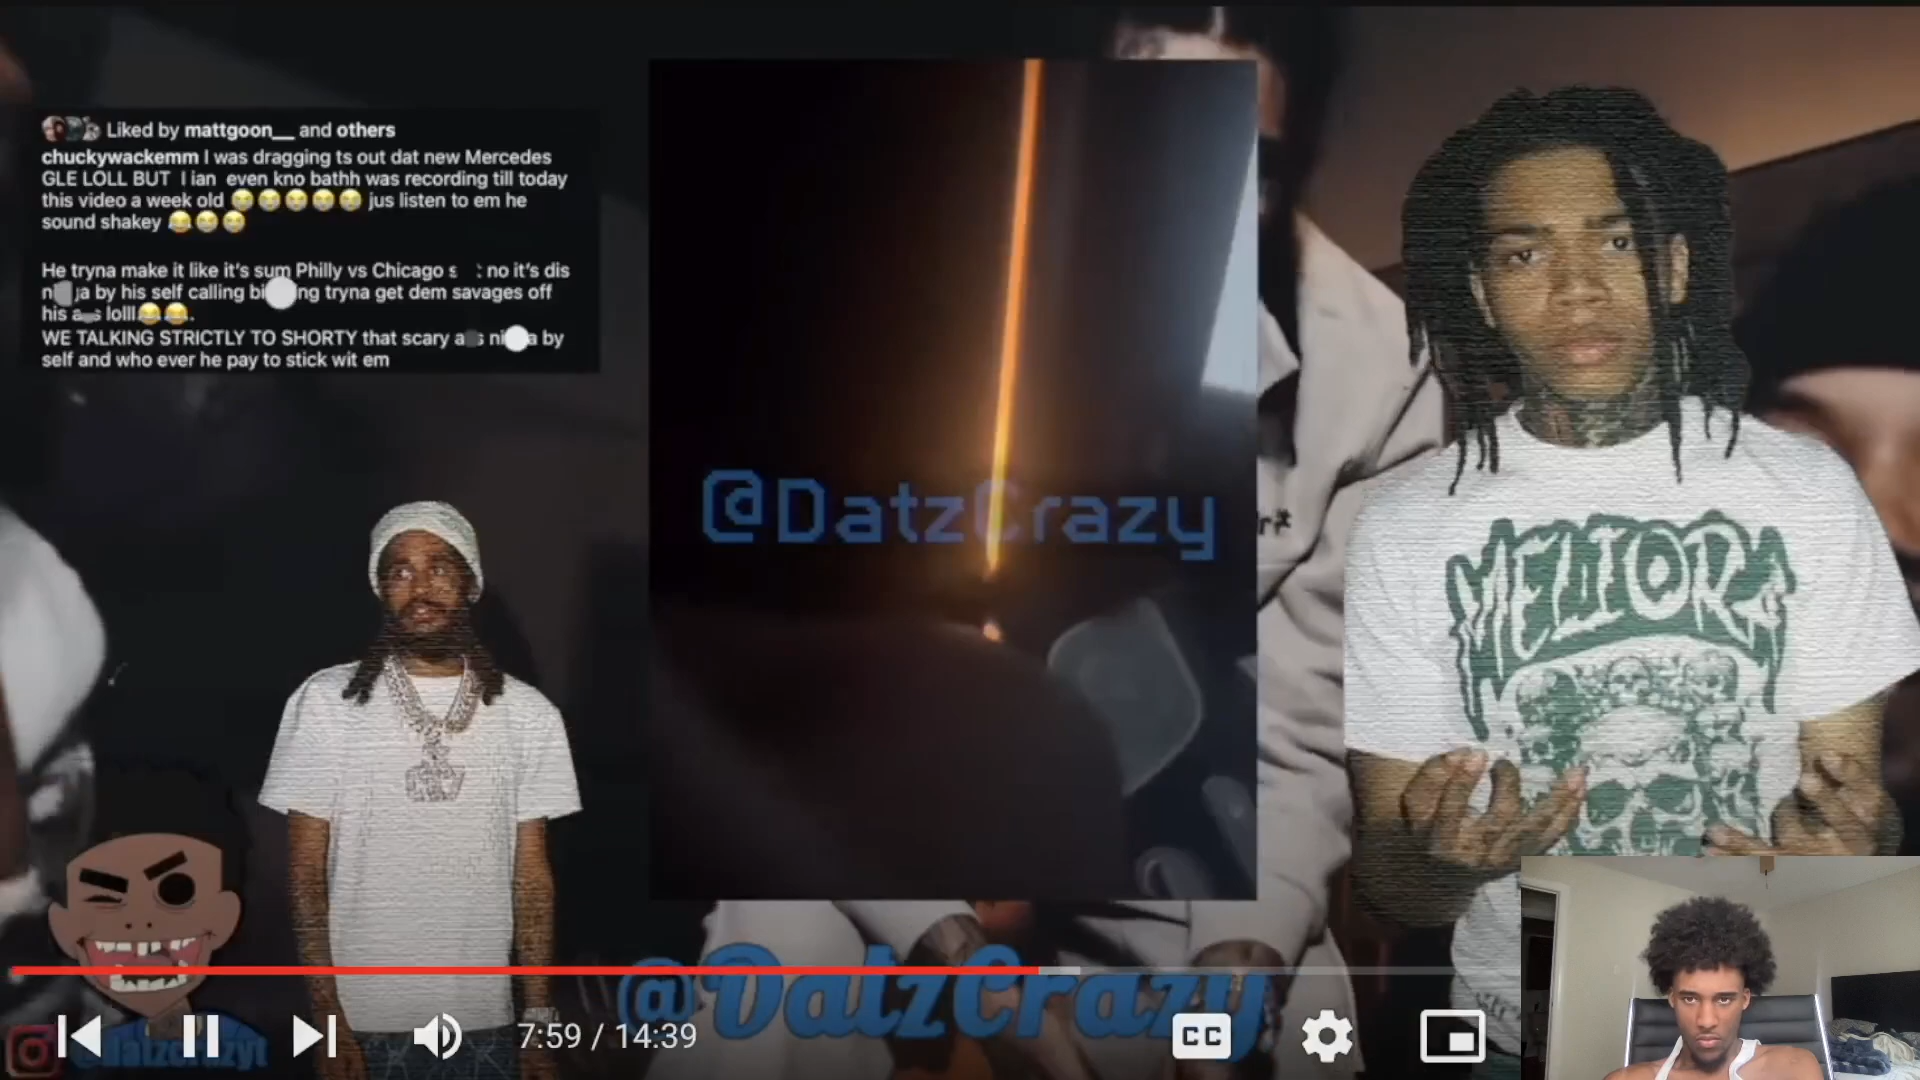 Liked by mattgoon__ and others
chuckywackemm I was dragging ts out dat new Mercedes
GLE LOLL BUT I ian even kno bathh was recording till today
this video a week old 😭😭😭😭😭 jus listen to em he
sound shakey 😂😭😭
He tryna make it like it's sum Philly vs Chicago s : no it's dis
by his self calling tryna get dem savages off
his lolll😂😂.
WE TALKING STRICTLY TO SHORTY that scary by
self and who ever he pay to stick wit em
@DatzCrazy
MELIORA
@DatzCrazy
@datzcrazyt
7:59 / 14:39
CC